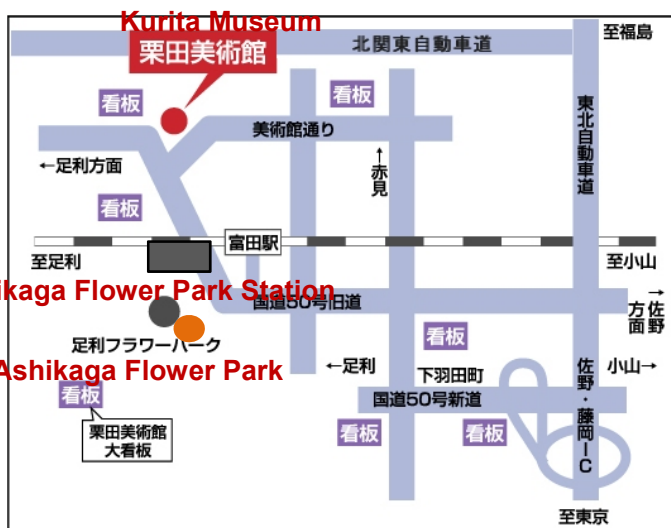 Kurita Museum
栗田美術館
北関東自動車道
至福島
看板
看板
美術館通り
東北自動車道
←足利方面
←赤見
看板
富田駅
至足利
至小山
ikaga Flower Park Station
国道50号旧道
→佐野方面
足利フラワーパーク
看板
Ashikaga Flower Park
←足利
下羽田町
小山→
看板
国道50号新道
佐野・藤岡IC
栗田美術館
大看板
看板
看板
至東京